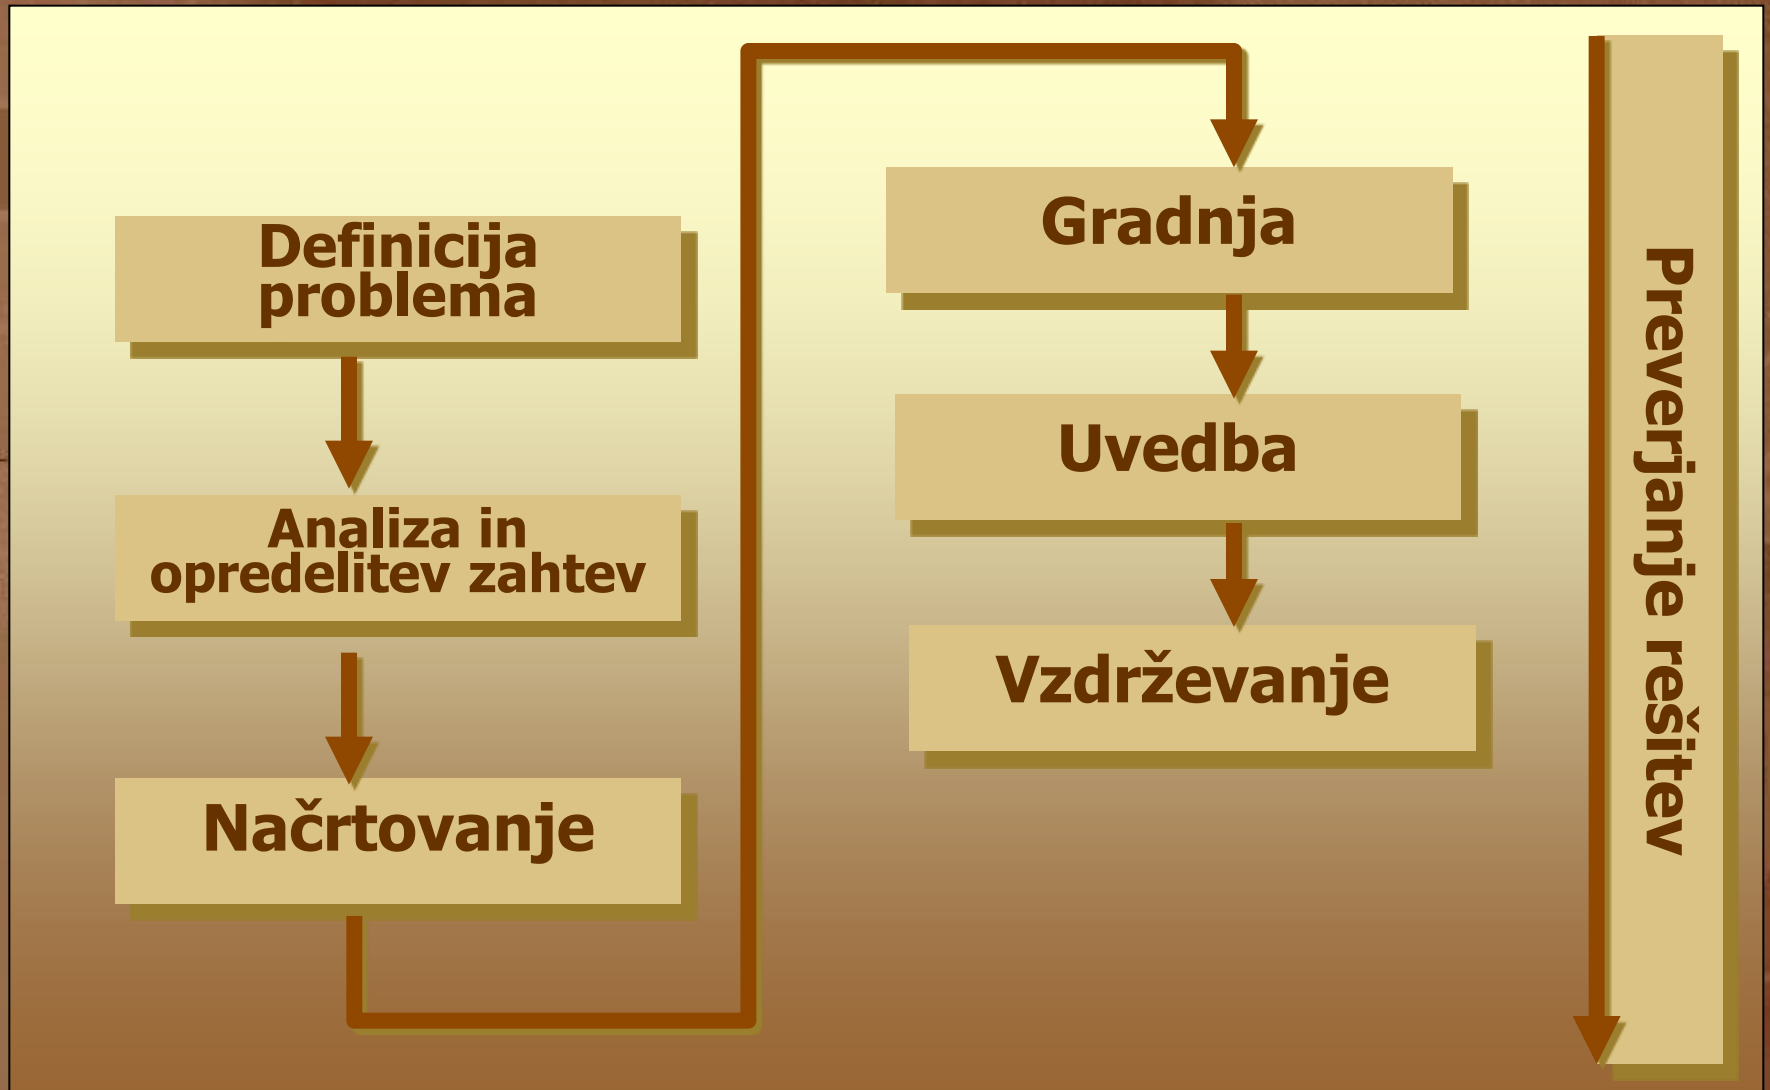 Definicija
problema
Analiza in
opredelitev zahtev
Načrtovanje
Gradnja
Uvedba
Vzdrževanje
Preverjanje rešitev